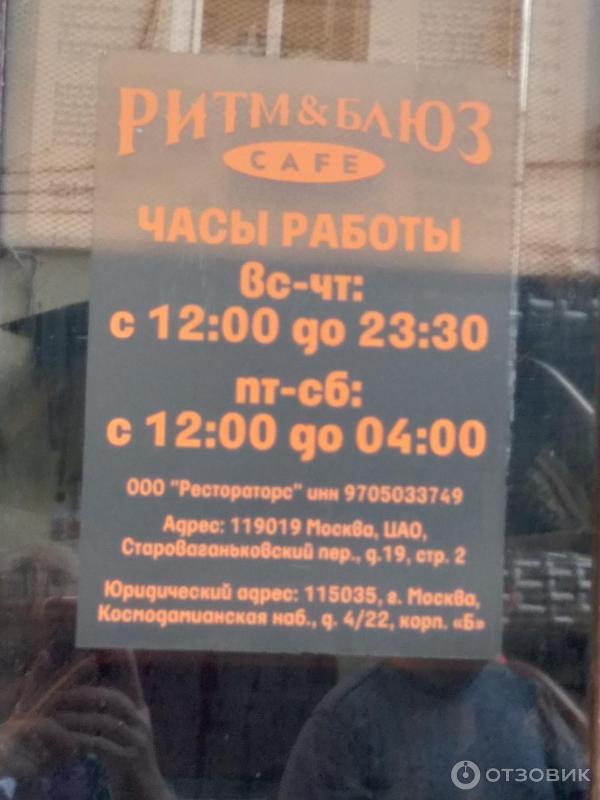 РИТМ&БЛЮЗ
CAFE
ЧАСЫ РАБОТЫ
вс-чт:
с 12:00 до 23:30
пт-сб:
с 12:00 до 04:00
ООО "Рестораторс" инн 9705033749
Адрес: 119019 Москва, ЦАО,
Староваганьковский пер., д.19, стр. 2
Юридический адрес: 115035, г. Москва,
Космодамианская наб., д. 4/22, корп. «Б»
ОТЗОВИК